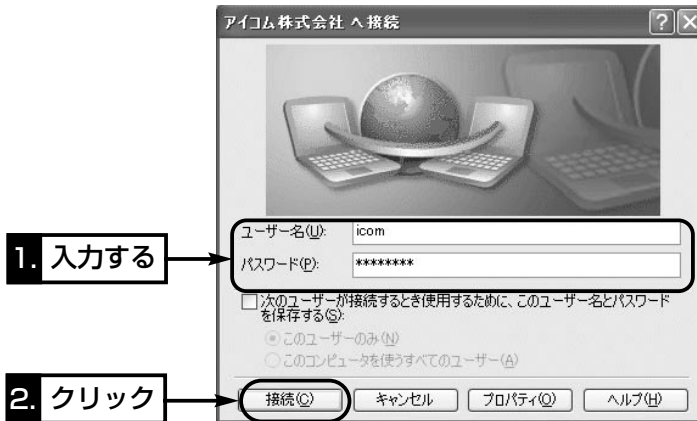 アイコム株式会社 へ接続
ユーザー名(U):
icom
パスワード(P):
********
1. 入力する
次のユーザーが接続するとき使用するために、このユーザー名とパスワード
を保存する(S):
このユーザーのみ(N)
このコンピュータを使うすべてのユーザー(A)
2. クリック
接続(C)
キャンセル
プロパティ(O)
ヘルプ(H)